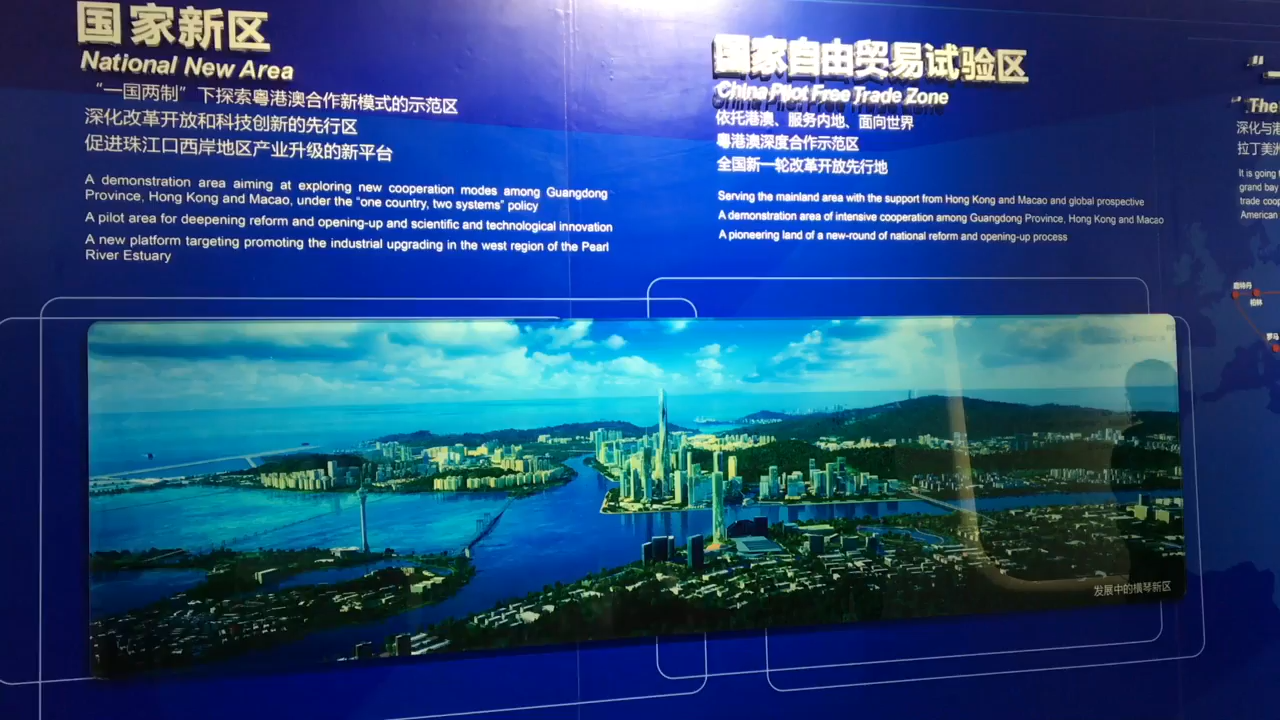 国家新区
National New Area
“一国两制”下探索粤港澳合作新模式的示范区
深化改革开放和科技创新的先行区
促进珠江口西岸地区产业升级的新平台
A demonstration area aiming at exploring new cooperation modes among Guangdong
Province, Hong Kong and Macao, under the “one country, two systems” policy
A pilot area for deepening reform and opening-up and scientific and technological innovation
A new platform targeting promoting the industrial upgrading in the west region of the Pearl
River Estuary
国家自由贸易试验区
China Pilot Free Trade Zone
依托港澳、服务内地、面向世界
粤港澳深度合作示范区
全国新一轮改革开放先行地
Serving the mainland area with the support from Hong Kong and Macao and global prospective
A demonstration area of intensive cooperation among Guangdong Province, Hong Kong and Macao
A pioneering land of a new-round of national reform and opening-up process
“The
深化与港
拉丁美洲
It is going
grand bay
trade coop
American
鹿特丹
柏林
罗马
发展中的横琴新区